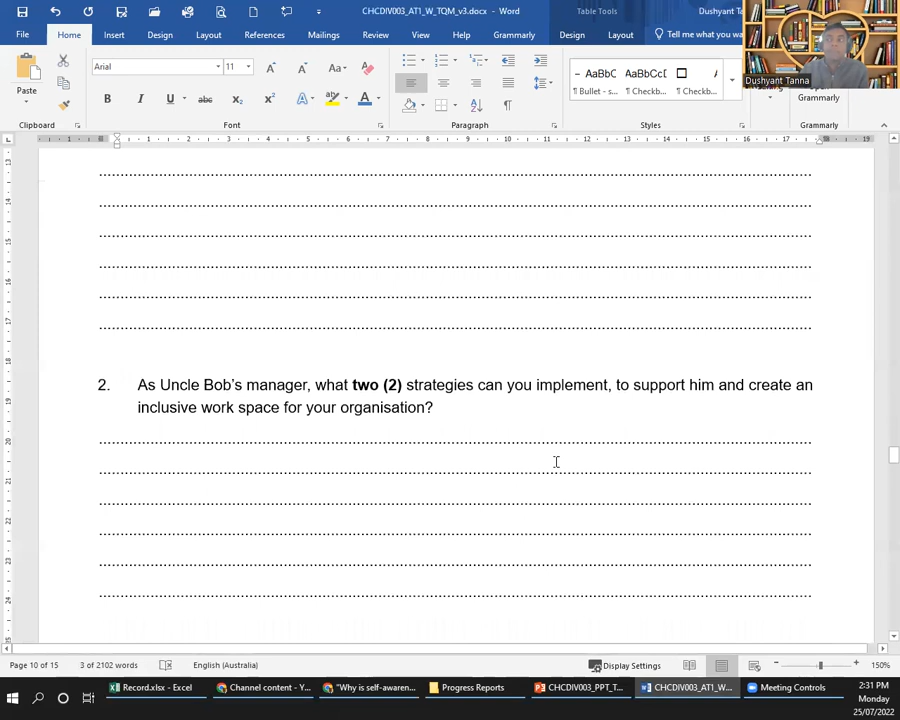 CHCDIV003_AT1_W_TQM_v3.docx - Word
Table Tools
Dushyant Ta
File
Home
Insert
Design
Layout
References
Mailings
Review
View
Help
Grammarly
Design
Layout
Tell me what you wa
Dushyant Tanna
Arial
11
AaBbC
AaBbCcD
A
Paste
¶ Bullet - s...
¶ Checkb...
¶ Checkb...
Grammarly
Clipboard
Font
Paragraph
Styles
Grammarly
2. As Uncle Bob's manager, what two (2) strategies can you implement, to support him and create an
inclusive work space for your organisation?
Page 10 of 15
3 of 2102 words
English (Australia)
Display Settings
150%
Record.xlsx - Excel
Channel content - Y...
"Why is self-awaren...
Progress Reports
CHCDIV003_PPT_T...
CHCDIV003_AT1_W...
Meeting Controls
2:31 PM
Monday
25/07/2022